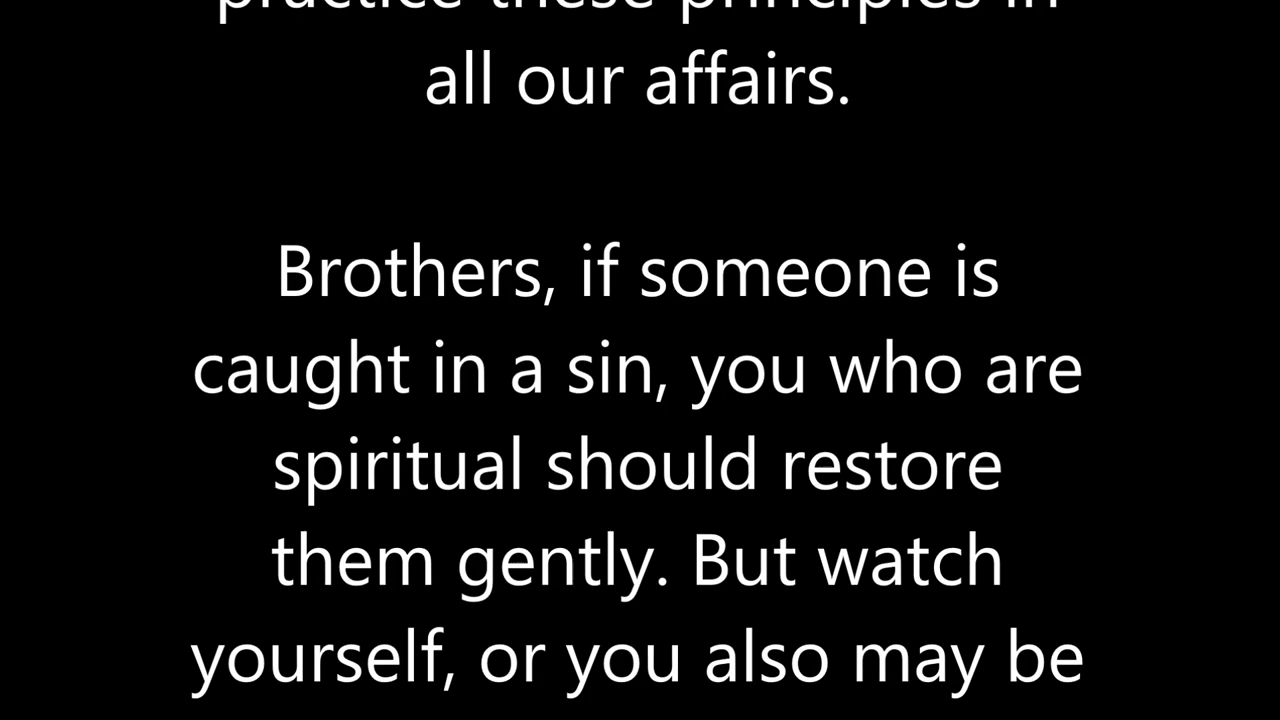 practice these principles in
all our affairs.
Brothers, if someone is
caught in a sin, you who are
spiritual should restore
them gently. But watch
yourself, or you also may be